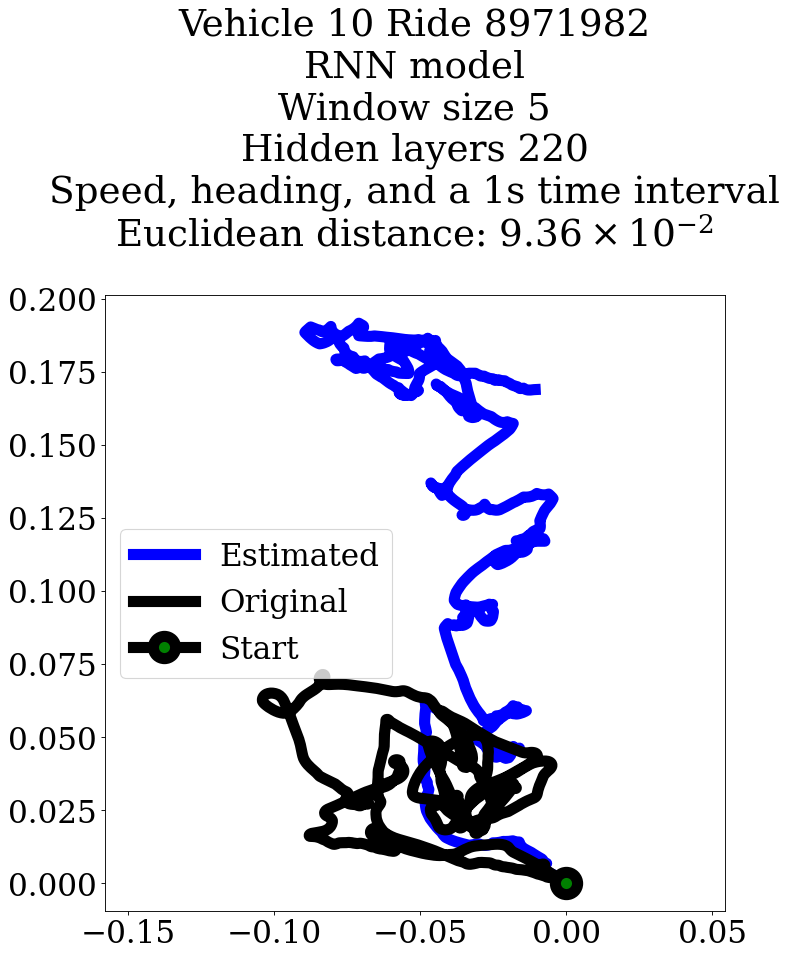 Vehicle 10 Ride 8971982
RNN model
Window size 5
Hidden layers 220
Speed, heading, and a 1s time interval
Euclidean distance: 9.36 × 10⁻²
0.200
0.175
0.150
0.125
0.100
0.075
0.050
0.025
0.000
Estimated
Original
Start
−0.15
−0.10
−0.05
0.00
0.05